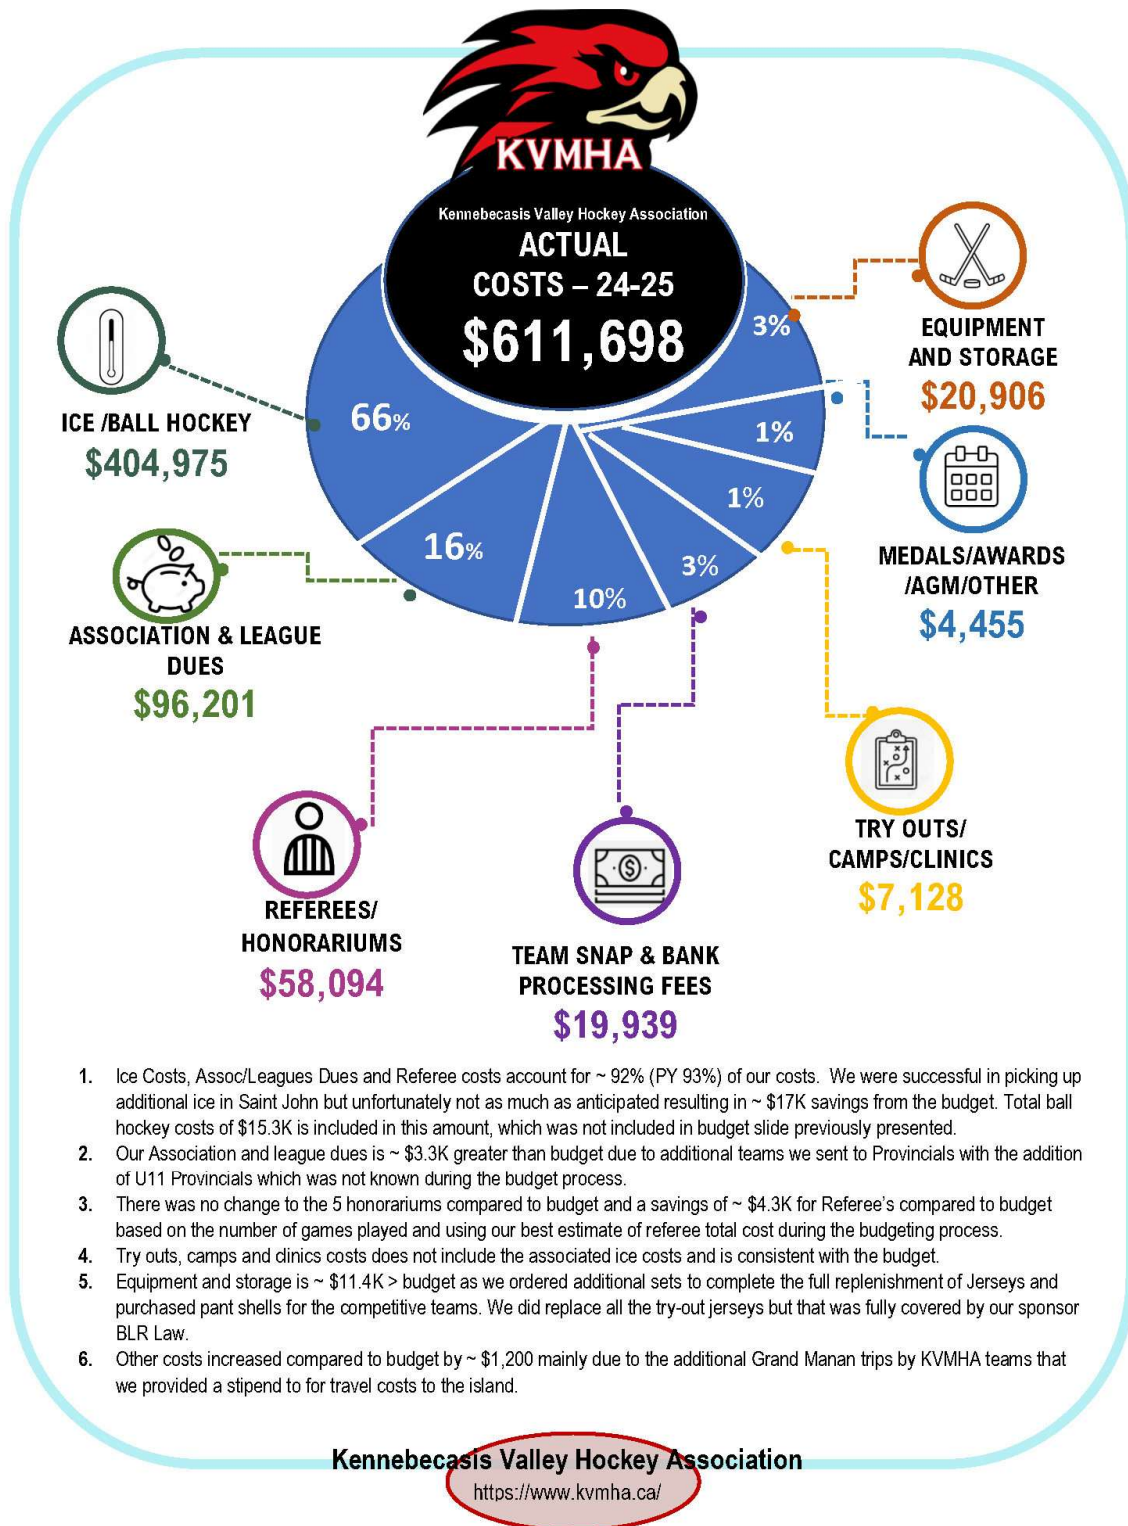 KVMHA
Kennebecasis Valley Hockey Association
ACTUAL
COSTS – 24-25
$611,698
3%
66%
1%
1%
16%
3%
10%
EQUIPMENT
AND STORAGE
$20,906
ICE /BALL HOCKEY
$404,975
MEDALS/AWARDS
/AGM/OTHER
$4,455
ASSOCIATION & LEAGUE
DUES
$96,201
TRY OUTS/
CAMPS/CLINICS
$7,128
REFEREES/
HONORARIUMS
$58,094
$
TEAM SNAP & BANK
PROCESSING FEES
$19,939
1. Ice Costs, Assoc/Leagues Dues and Referee costs account for ~ 92% (PY 93%) of our costs. We were successful in picking up
additional ice in Saint John but unfortunately not as much as anticipated resulting in ~ $17K savings from the budget. Total ball
hockey costs of $15.3K is included in this amount, which was not included in budget slide previously presented.
2. Our Association and league dues is ~ $3.3K greater than budget due to additional teams we sent to Provincials with the addition
of U11 Provincials which was not known during the budget process.
3. There was no change to the 5 honorariums compared to budget and a savings of ~ $4.3K for Referee's compared to budget
based on the number of games played and using our best estimate of referee total cost during the budgeting process.
4. Try outs, camps and clinics costs does not include the associated ice costs and is consistent with the budget.
5. Equipment and storage is ~ $11.4K > budget as we ordered additional sets to complete the full replenishment of Jerseys and
purchased pant shells for the competitive teams. We did replace all the try-out jerseys but that was fully covered by our sponsor
BLR Law.
6. Other costs increased compared to budget by ~ $1,200 mainly due to the additional Grand Manan trips by KVMHA teams that
we provided a stipend to for travel costs to the island.
Kennebecasis Valley Hockey Association
https://www.kvmha.ca/